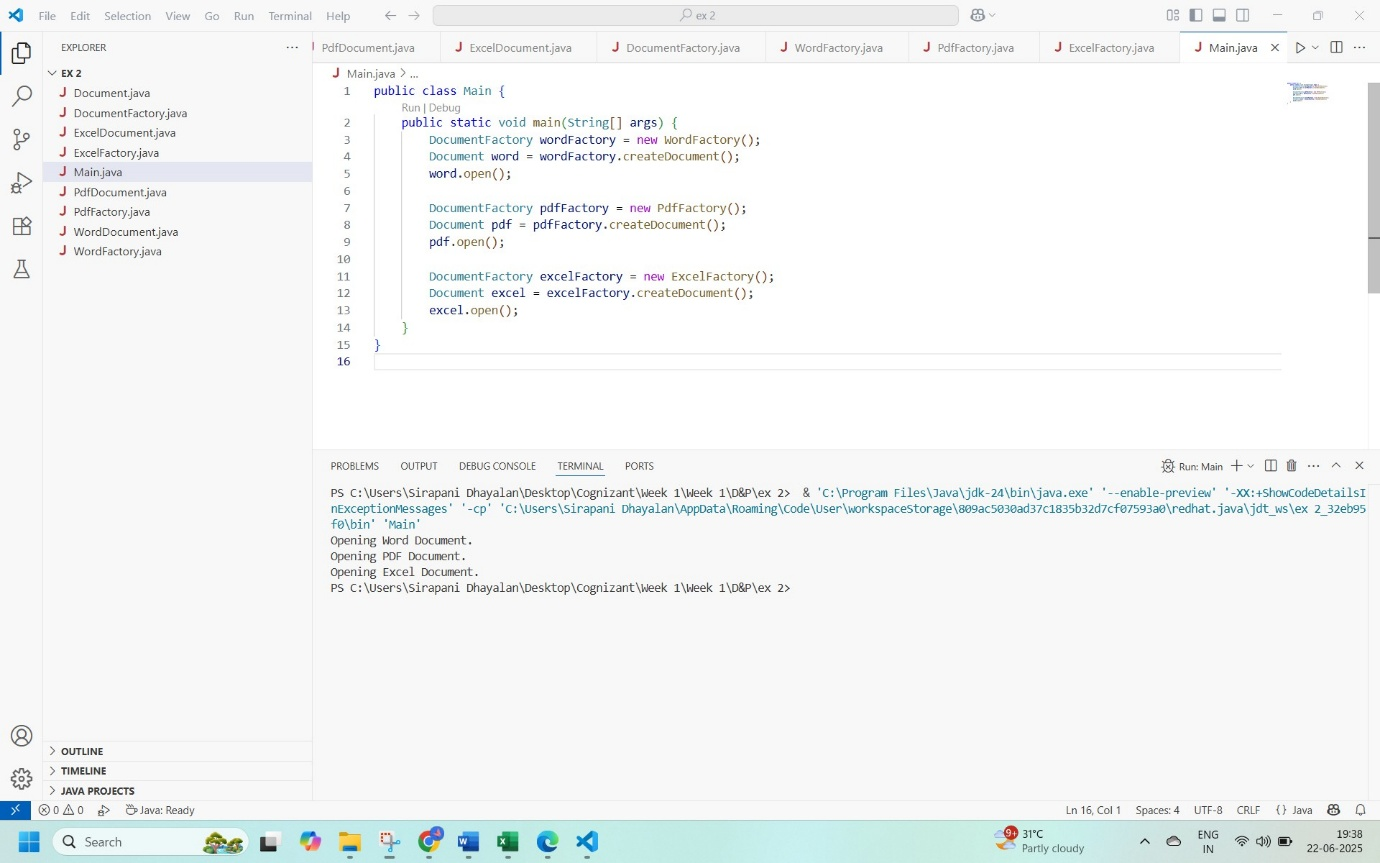 File Edit Selection View Go Run Terminal Help
ex 2
EXPLORER
EX 2
Document.java
DocumentFactory.java
ExcelDocument.java
ExcelFactory.java
Main.java
PdfDocument.java
PdfFactory.java
WordDocument.java
WordFactory.java
OUTLINE
TIMELINE
JAVA PROJECTS
PdfDocument.java ExcelDocument.java DocumentFactory.java WordFactory.java PdfFactory.java ExcelFactory.java Main.java
Main.java > ...
1 public class Main {
Run | Debug
2 public static void main(String[] args) {
3 DocumentFactory wordFactory = new WordFactory();
4 Document word = wordFactory.createDocument();
5 word.open();
6
7 DocumentFactory pdfFactory = new PdfFactory();
8 Document pdf = pdfFactory.createDocument();
9 pdf.open();
10
11 DocumentFactory excelFactory = new ExcelFactory();
12 Document excel = excelFactory.createDocument();
13 excel.open();
14 }
15 }
16
PROBLEMS OUTPUT DEBUG CONSOLE TERMINAL PORTS
Run: Main
PS C:\Users\Sirapani Dhayalan\Desktop\Cognizant\Week 1\Week 1\D&P\ex 2> & 'C:\Program Files\Java\jdk-24\bin\java.exe' '--enable-preview' '-XX:+ShowCodeDetailsI
nExceptionMessages' '-cp' 'C:\Users\Sirapani Dhayalan\AppData\Roaming\Code\User\workspaceStorage\809ac5030ad37c1835b32d7cf07593a0\redhat.java\jdt_ws\ex 2_32eb95
f0\bin' 'Main'
Opening Word Document.
Opening PDF Document.
Opening Excel Document.
PS C:\Users\Sirapani Dhayalan\Desktop\Cognizant\Week 1\Week 1\D&P\ex 2>
0 0 Java: Ready
Ln 16, Col 1 Spaces: 4 UTF-8 CRLF {} Java
Search
9+
31°C
Partly cloudy
ENG
IN
19:38
22-06-2025